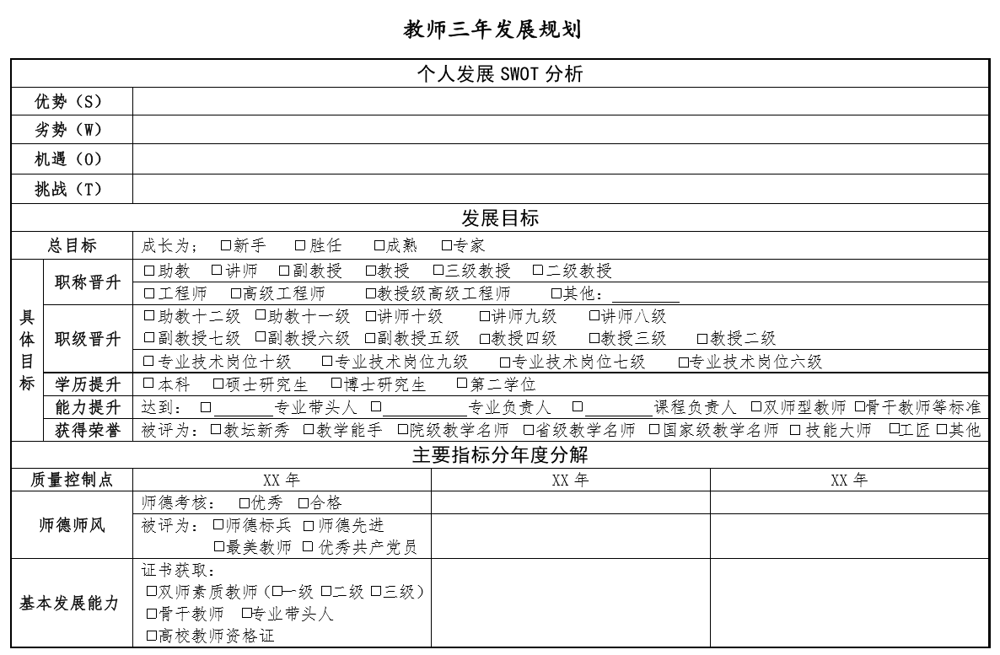 教师三年发展规划
个人发展 SWOT 分析
优势（S）
劣势（W）
机遇（O）
挑战（T）
发展目标
总目标 成长为； □新手 □ 胜任 □成熟 □专家
具体目标
职称晋升 □助教 □讲师 □副教授 □教授 □三级教授 □二级教授
□工程师 □高级工程师 □教授级高级工程师 □其他：________
职级晋升 □助教十二级 □助教十一级 □讲师十级 □讲师九级 □讲师八级
□副教授七级 □副教授六级 □副教授五级 □教授四级 □教授三级 □教授二级
□专业技术岗位十级 □专业技术岗位九级 □专业技术岗位七级 □专业技术岗位六级
学历提升 □本科 □硕士研究生 □博士研究生 □第二学位
能力提升 达到： □_______专业带头人 □__________专业负责人 □________课程负责人 □双师型教师 □骨干教师等标准
获得荣誉 被评为：□教坛新秀 □教学能手 □院级教学名师 □省级教学名师 □国家级教学名师 □ 技能大师 □工匠 □其他
主要指标分年度分解
质量控制点 XX 年 XX 年 XX 年
师德师风 师德考核： □优秀 □合格
被评为： □师德标兵 □ 师德先进
□最美教师 □ 优秀共产党员
基本发展能力 证书获取：
□双师素质教师（□一级 □二级 □三级）
□骨干教师 □专业带头人
□高校教师资格证